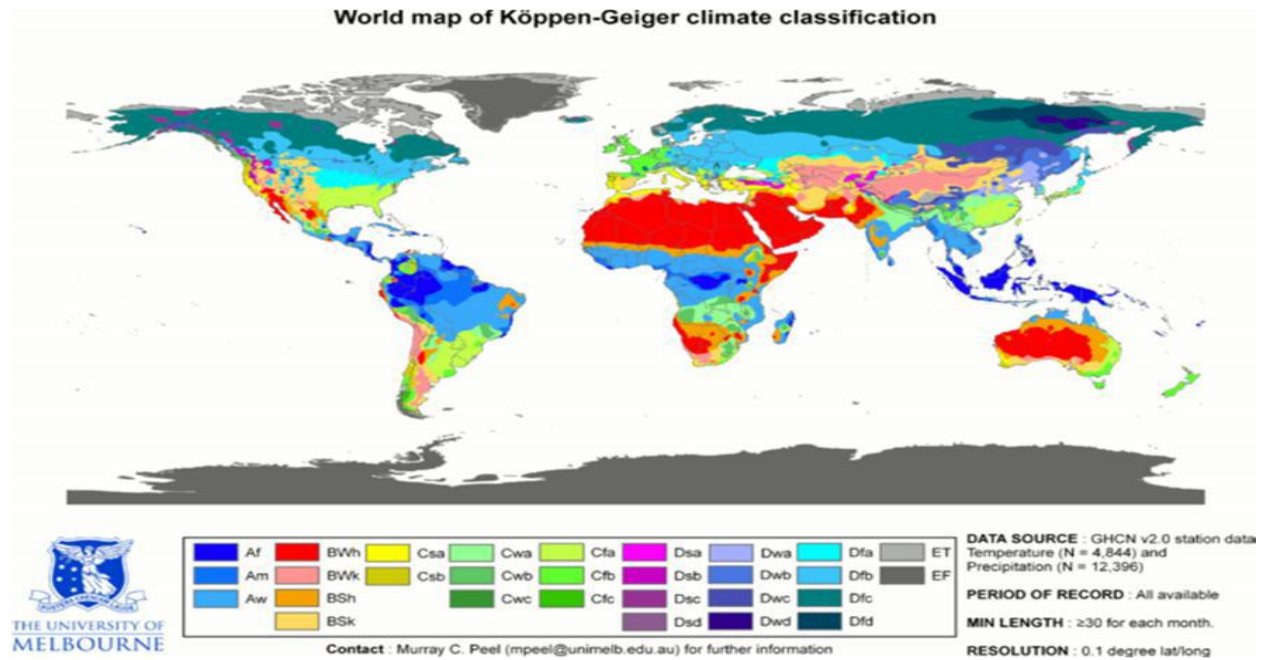 World map of Köppen-Geiger climate classification
Af BWh Csa Cwa Cfa Dsa Dwa Dfa ET
Am BWk Csb Cwb Cfb Dsb Dwb Dfb EF
Aw BSh Cwc Cfc Dsc Dwc Dfc
BSk Dsd Dwd Dfd
DATA SOURCE : GHCN v2.0 station data
Temperature (N = 4,844) and
Precipitation (N = 12,396)
PERIOD OF RECORD : All available
MIN LENGTH : ≥30 for each month.
RESOLUTION : 0.1 degree lat/long
THE UNIVERSITY OF
MELBOURNE
Contact : Murray C. Peel (mpeel@unimelb.edu.au) for further information